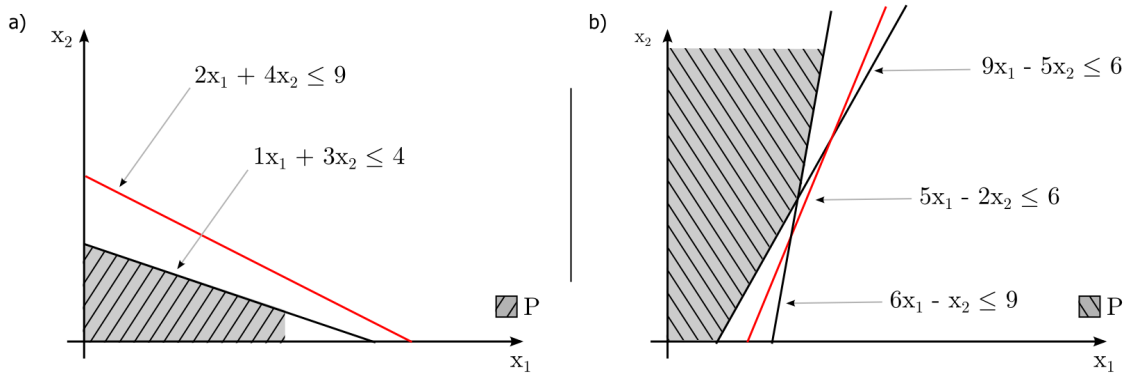 a)
x₂
2x₁ + 4x₂ ≤ 9
1x₁ + 3x₂ ≤ 4
P
x₁
b)
x₂
9x₁ - 5x₂ ≤ 6
5x₁ - 2x₂ ≤ 6
6x₁ - x₂ ≤ 9
P
x₁